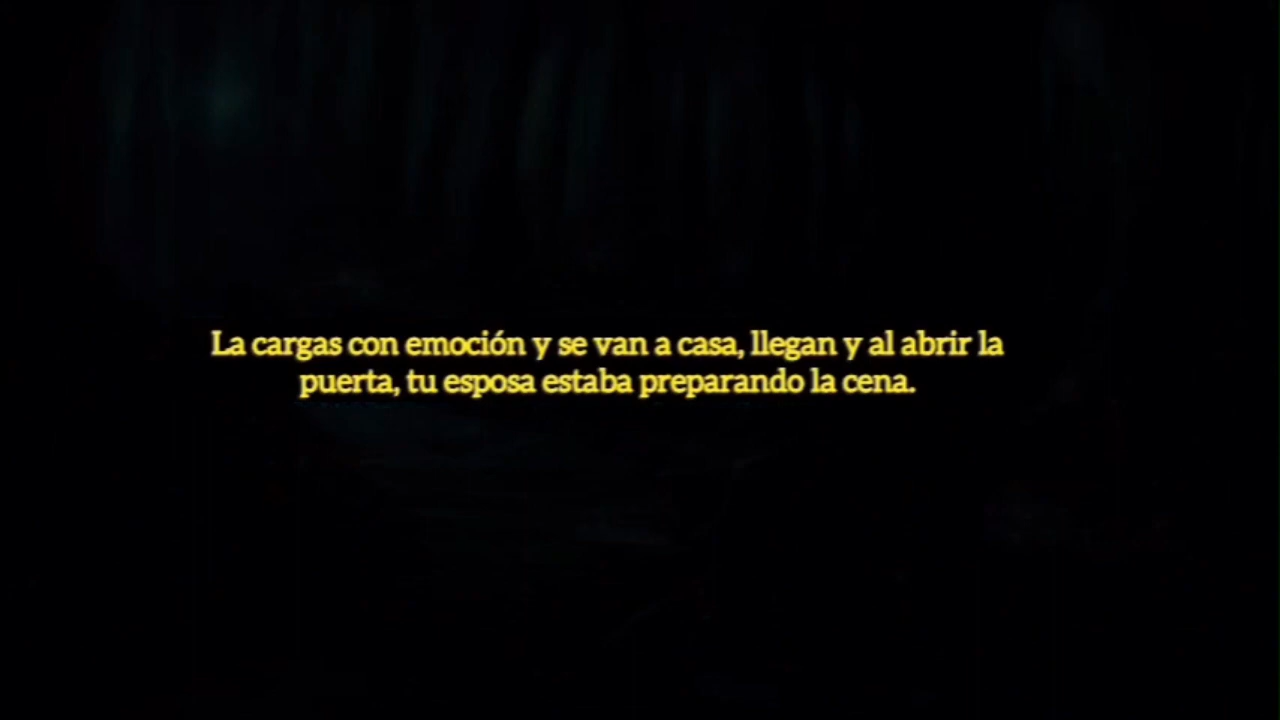 La cargas con emoción y se van a casa, llegan y al abrir la
puerta, tu esposa estaba preparando la cena.